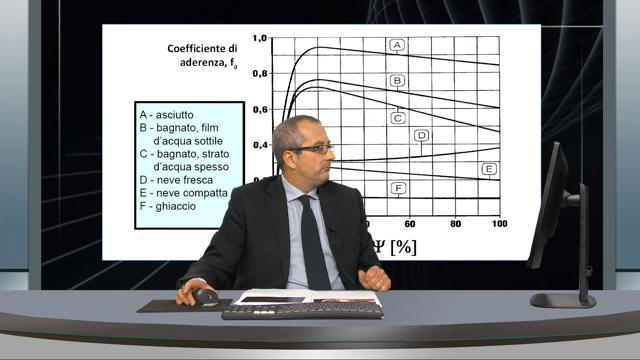 Coefficiente di
aderenza, fa
1,0
0,8
0,6
0,4
A
B
C
D
E
F
A - asciutto
B - bagnato, film
d'acqua sottile
C - bagnato, strato
d'acqua spesso
D - neve fresca
E - neve compatta
F - ghiaccio
40
60
80
100
Ψ [%]